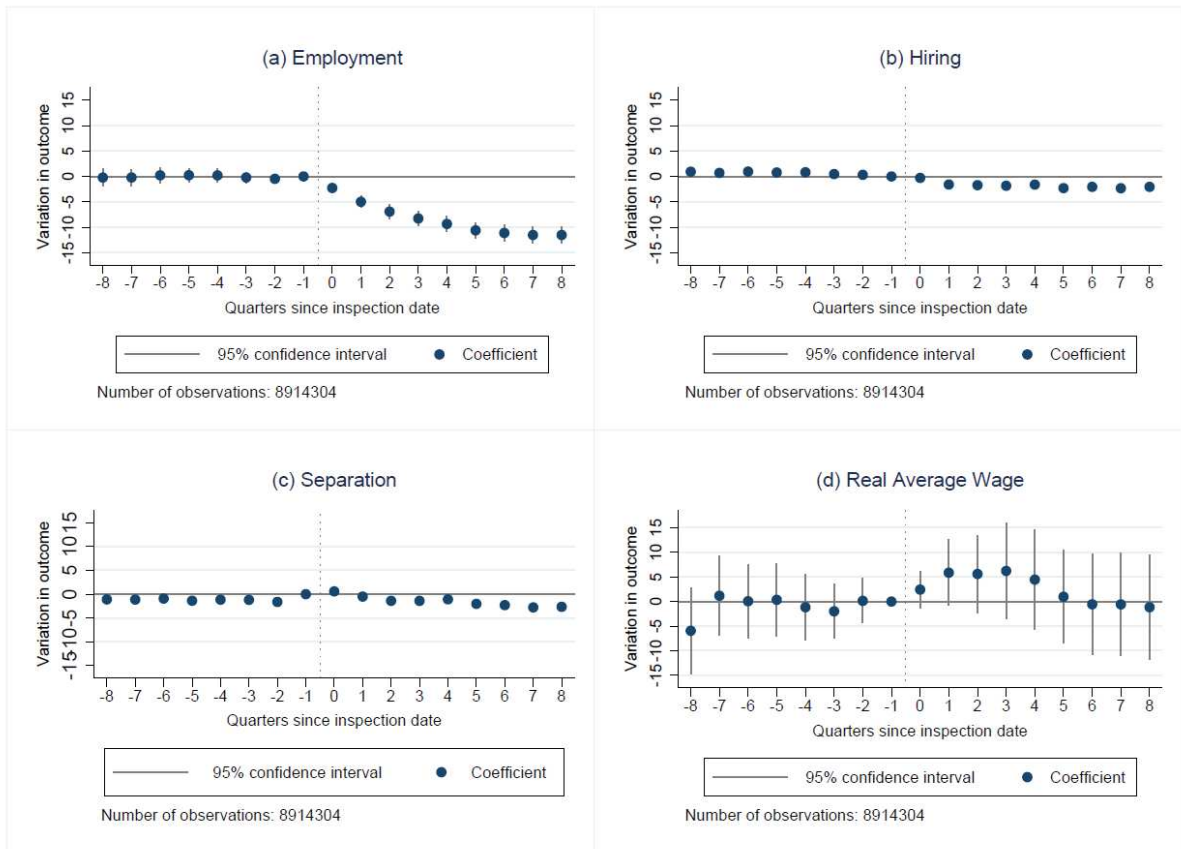 (a) Employment
Variation in outcome
15
10
5
0
-5
-10
-15
-8 -7 -6 -5 -4 -3 -2 -1 0 1 2 3 4 5 6 7 8
Quarters since inspection date
95% confidence interval Coefficient
Number of observations: 8914304
(b) Hiring
Variation in outcome
15
10
5
0
-5
-10
-15
-8 -7 -6 -5 -4 -3 -2 -1 0 1 2 3 4 5 6 7 8
Quarters since inspection date
95% confidence interval Coefficient
Number of observations: 8914304
(c) Separation
Variation in outcome
15
10
5
0
-5
-10
-15
-8 -7 -6 -5 -4 -3 -2 -1 0 1 2 3 4 5 6 7 8
Quarters since inspection date
95% confidence interval Coefficient
Number of observations: 8914304
(d) Real Average Wage
Variation in outcome
15
10
5
0
-5
-10
-15
-8 -7 -6 -5 -4 -3 -2 -1 0 1 2 3 4 5 6 7 8
Quarters since inspection date
95% confidence interval Coefficient
Number of observations: 8914304